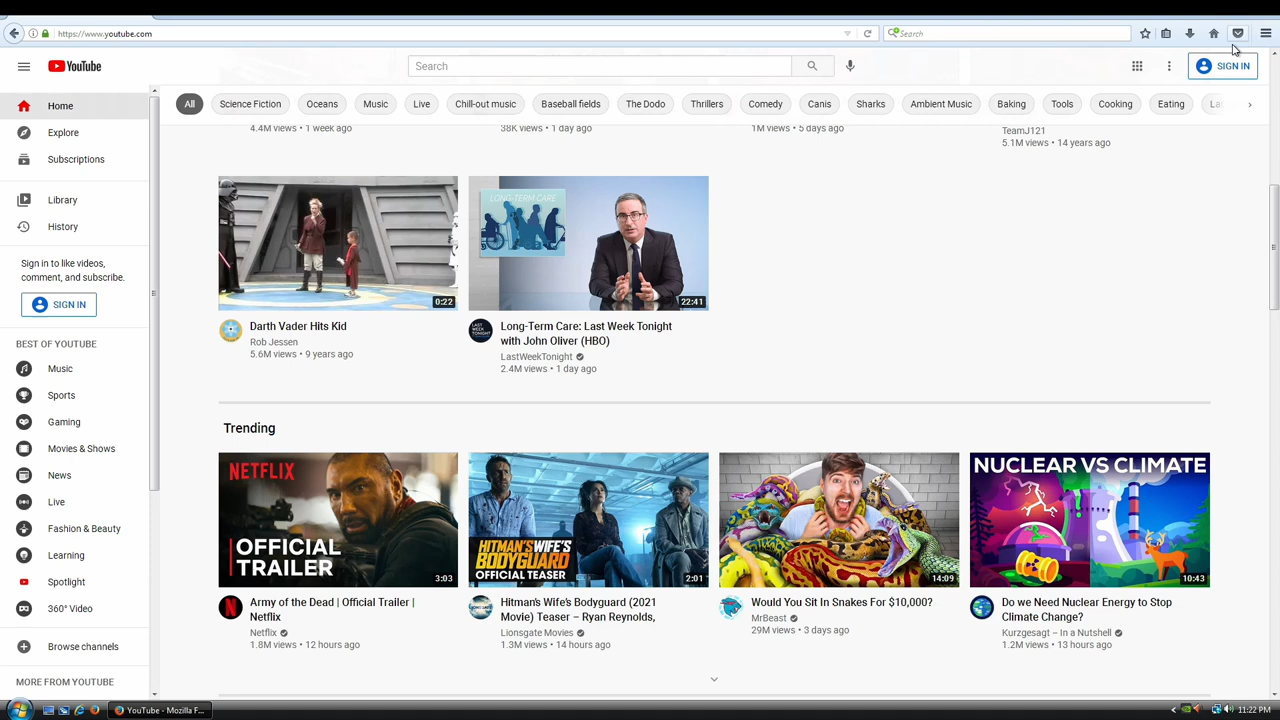 https://www.youtube.com
Search
YouTube
Search
SIGN IN
All
Science Fiction
Oceans
Music
Live
Chill-out music
Baseball fields
The Dodo
Thrillers
Comedy
Canis
Sharks
Ambient Music
Baking
Tools
Cooking
Eating
Home
Explore
Subscriptions
Library
History
Sign in to like videos,
comment, and subscribe.
SIGN IN
BEST OF YOUTUBE
Music
Sports
Gaming
Movies & Shows
News
Live
Fashion & Beauty
Learning
Spotlight
360° Video
Browse channels
MORE FROM YOUTUBE
4.4M views • 1 week ago
38K views • 1 day ago
1M views • 5 days ago
TeamJ121
5.1M views • 14 years ago
0:22
Darth Vader Hits Kid
Rob Jessen
5.6M views • 9 years ago
LONG-TERM CARE
22:41
LAST WEEK TONIGHT
Long-Term Care: Last Week Tonight
with John Oliver (HBO)
LastWeekTonight
2.4M views • 1 day ago
Trending
NETFLIX
OFFICIAL
TRAILER
3:03
Army of the Dead | Official Trailer |
Netflix
Netflix
1.8M views • 12 hours ago
HITMAN'S WIFE'S
BODYGUARD
OFFICIAL TEASER
2:01
Hitman's Wife's Bodyguard (2021
Movie) Teaser – Ryan Reynolds,
Lionsgate Movies
1.3M views • 14 hours ago
14:09
Would You Sit In Snakes For $10,000?
MrBeast
29M views • 3 days ago
NUCLEAR VS CLIMATE
10:43
Do we Need Nuclear Energy to Stop
Climate Change?
Kurzgesagt – In a Nutshell
1.2M views • 13 hours ago
YouTube - Mozilla F...
11:22 PM